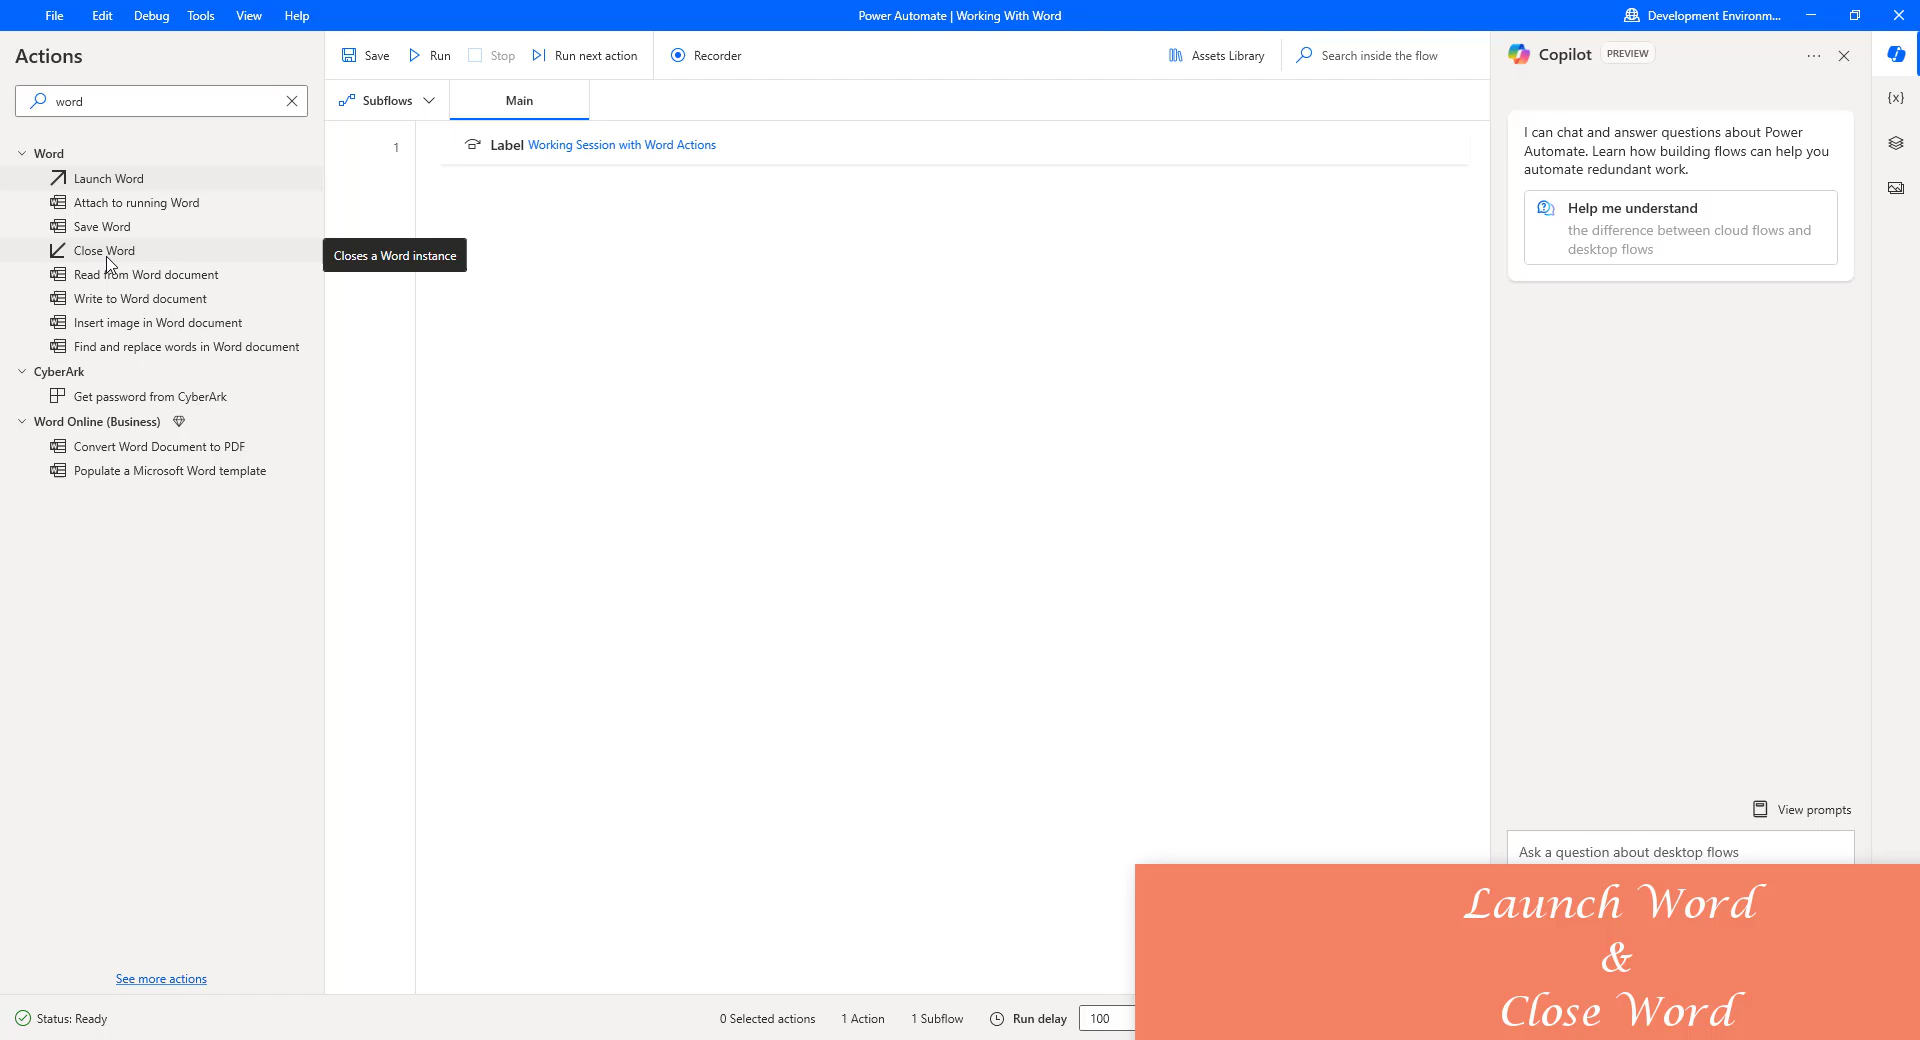 File Edit Debug Tools View Help
Power Automate | Working With Word
Development Environm...
Actions
Save Run Stop Run next action Recorder
Assets Library
Search inside the flow
Copilot PREVIEW
word
Subflows
Main
{x}
1
Label Working Session with Word Actions
I can chat and answer questions about Power
Automate. Learn how building flows can help you
automate redundant work.
Help me understand
the difference between cloud flows and
desktop flows
Word
Launch Word
Attach to running Word
Save Word
Close Word
Closes a Word instance
Read from Word document
Write to Word document
Insert image in Word document
Find and replace words in Word document
CyberArk
Get password from CyberArk
Word Online (Business)
Convert Word Document to PDF
Populate a Microsoft Word template
View prompts
Ask a question about desktop flows
Launch Word
&
Close Word
See more actions
Status: Ready
0 Selected actions 1 Action 1 Subflow Run delay 100